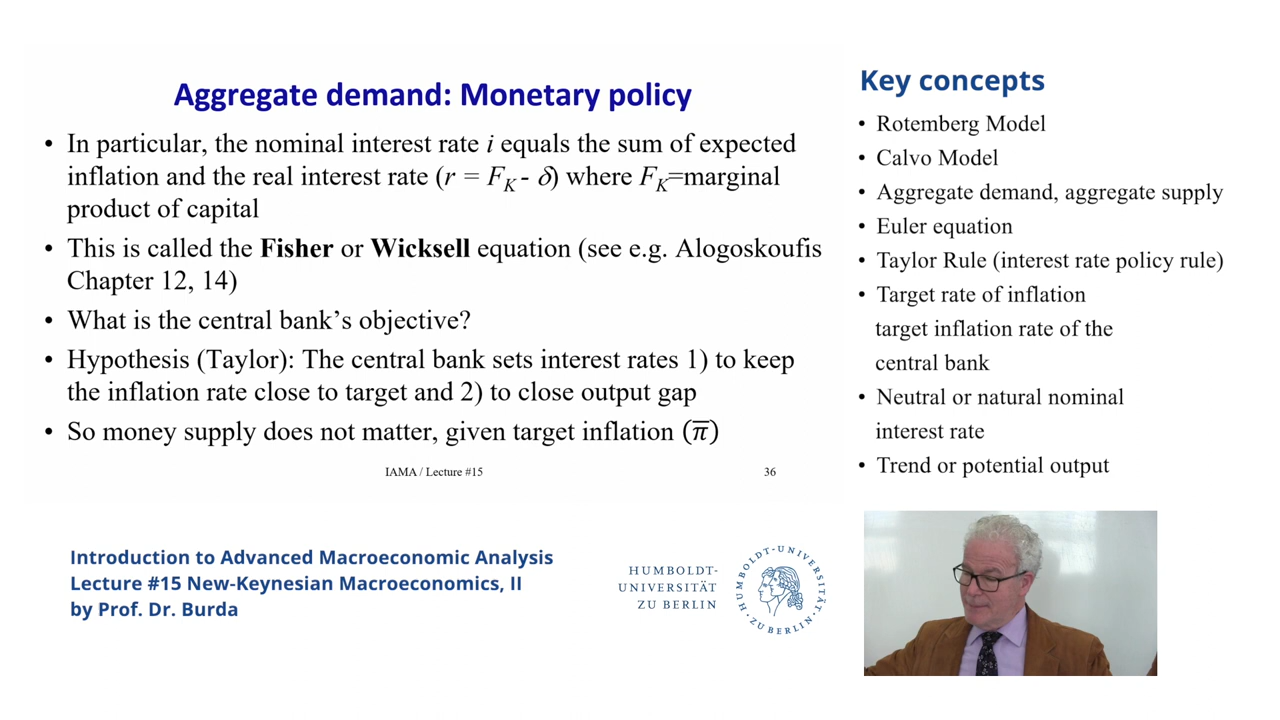 Aggregate demand: Monetary policy
• In particular, the nominal interest rate i equals the sum of expected
inflation and the real interest rate (r = F_K - δ) where F_K=marginal
product of capital
• This is called the Fisher or Wicksell equation (see e.g. Alogoskoufis
Chapter 12, 14)
• What is the central bank's objective?
• Hypothesis (Taylor): The central bank sets interest rates 1) to keep
the inflation rate close to target and 2) to close output gap
• So money supply does not matter, given target inflation (π̅)
IAMA / Lecture #15
36
Key concepts
• Rotemberg Model
• Calvo Model
• Aggregate demand, aggregate supply
• Euler equation
• Taylor Rule (interest rate policy rule)
• Target rate of inflation
target inflation rate of the
central bank
• Neutral or natural nominal
interest rate
• Trend or potential output
Introduction to Advanced Macroeconomic Analysis
Lecture #15 New-Keynesian Macroeconomics, II
by Prof. Dr. Burda
HUMBOLDT-
UNIVERSITÄT
ZU BERLIN
HUMBOLDT-UNIVERSITÄT
ZU BERLIN